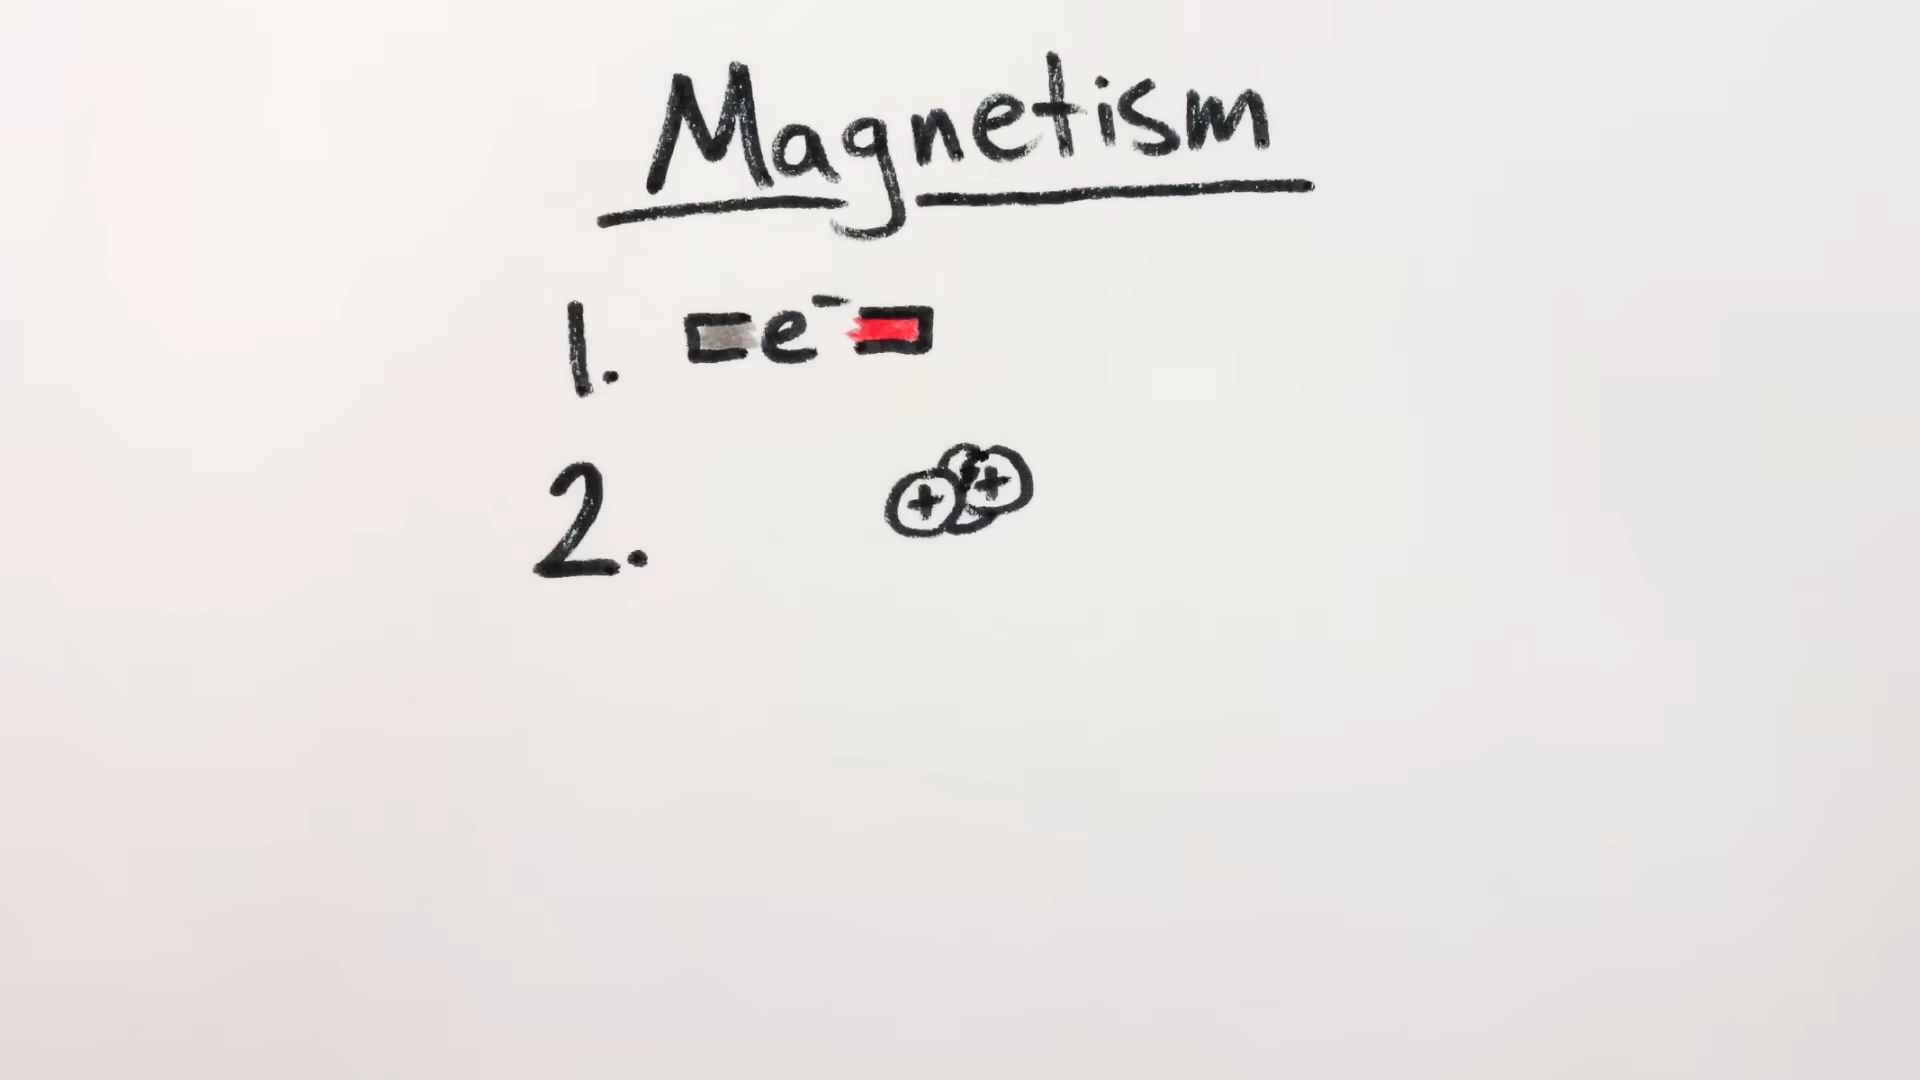 Magnetism
1. e⁻
2. + +